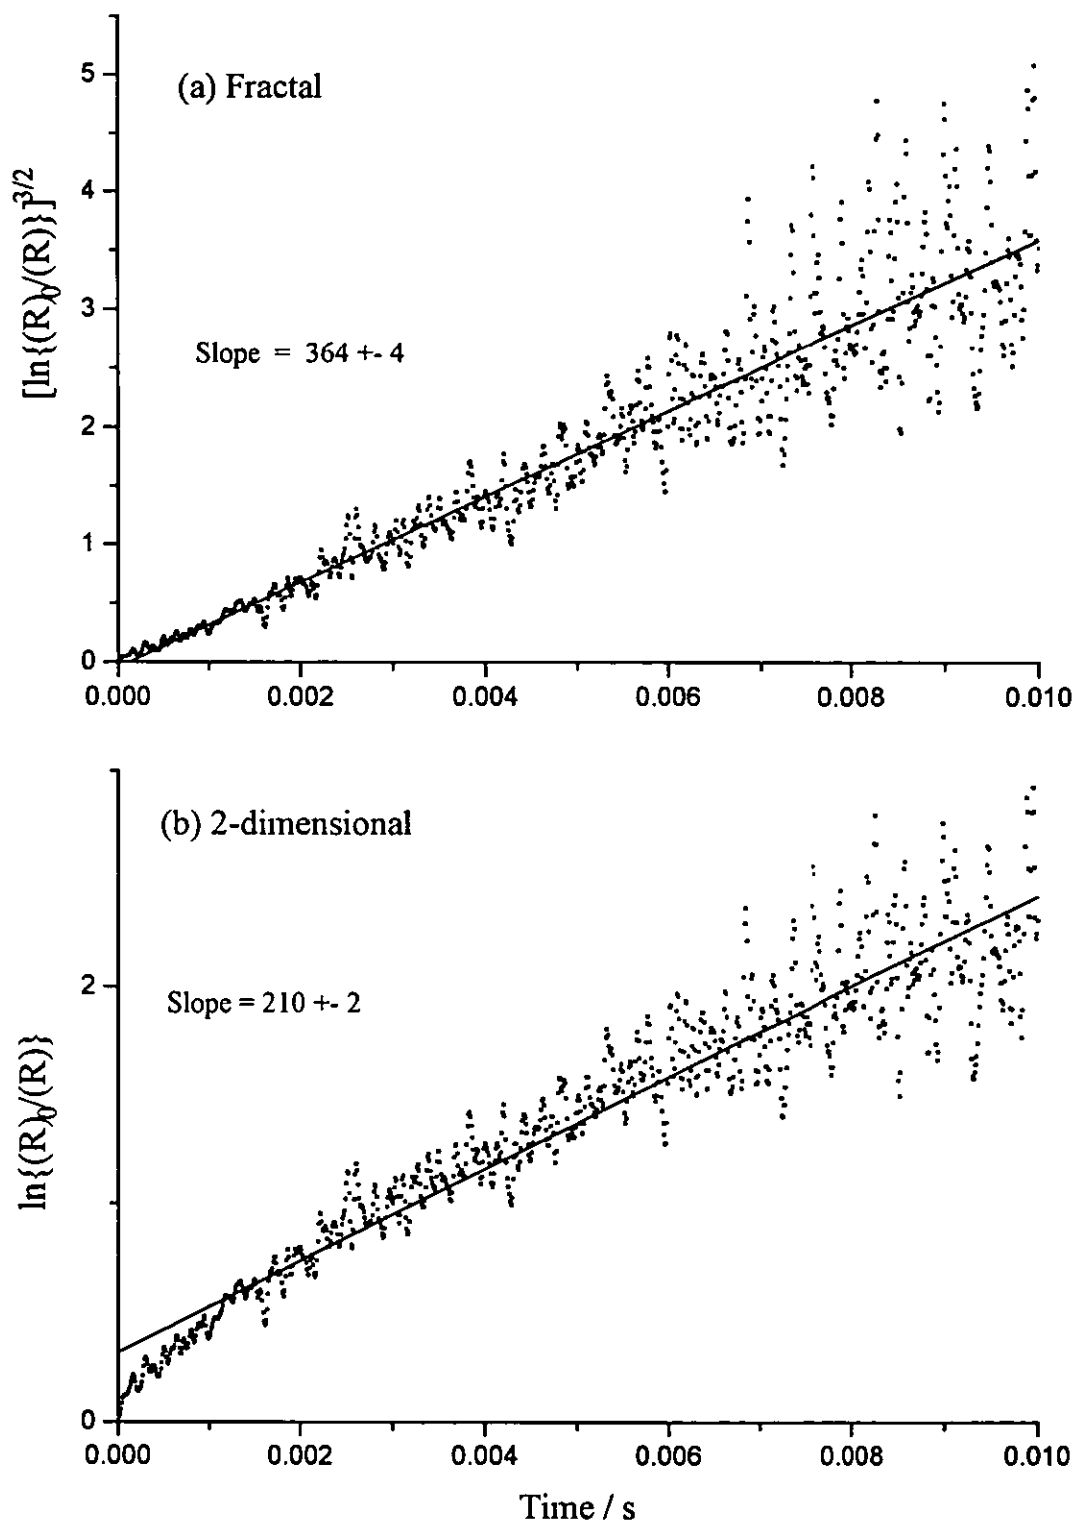 (a) Fractal
[ln{(R)₀/(R)}]^3/2
5
4
3
2
1
0
Slope = 364 +- 4
0.000 0.002 0.004 0.006 0.008 0.010
(b) 2-dimensional
ln{(R)₀/(R)}
2
0
Slope = 210 +- 2
0.000 0.002 0.004 0.006 0.008 0.010
Time / s